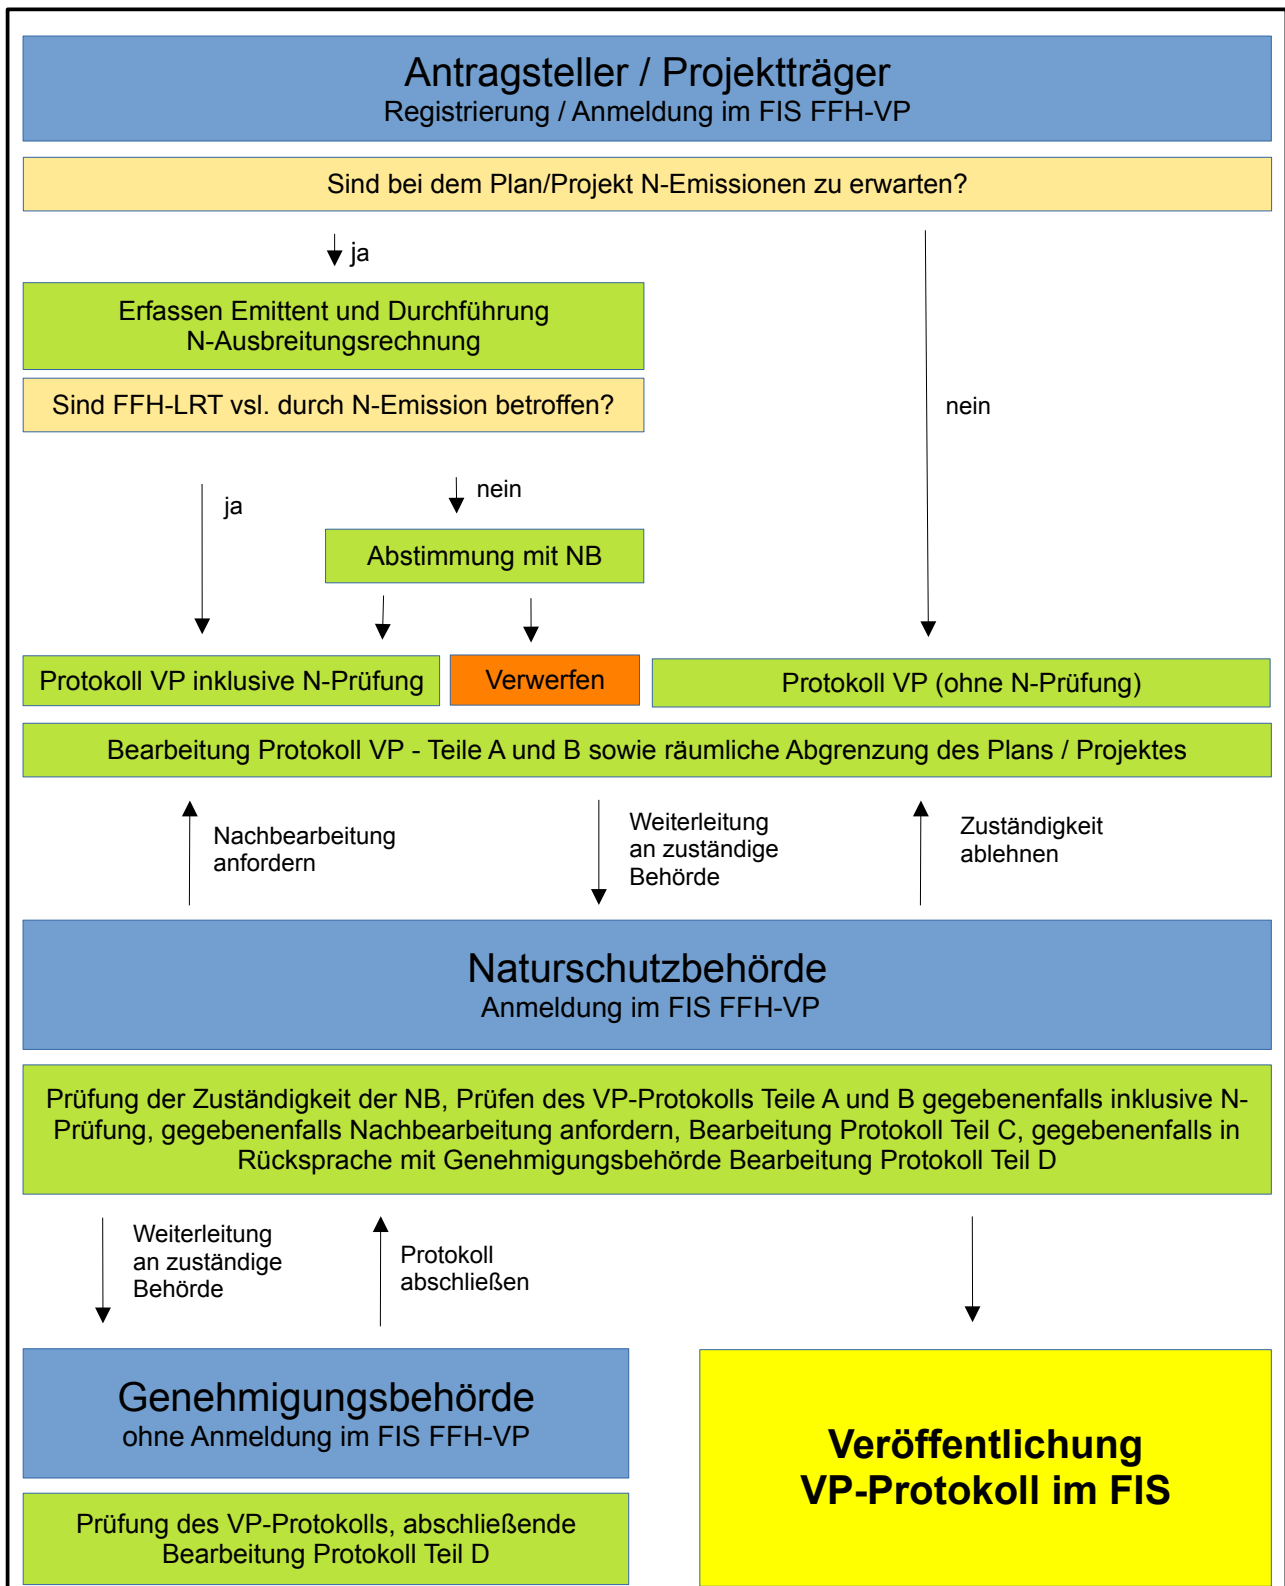 Antragsteller / Projektträger
Registrierung / Anmeldung im FIS FFH-VP
Sind bei dem Plan/Projekt N-Emissionen zu erwarten?
ja
Erfassen Emittent und Durchführung
N-Ausbreitungsrechnung
Sind FFH-LRT vsl. durch N-Emission betroffen?
nein
ja
nein
Abstimmung mit NB
Protokoll VP inklusive N-Prüfung
Verwerfen
Protokoll VP (ohne N-Prüfung)
Bearbeitung Protokoll VP - Teile A und B sowie räumliche Abgrenzung des Plans / Projektes
Nachbearbeitung
anfordern
Weiterleitung
an zuständige
Behörde
Zuständigkeit
ablehnen
Naturschutzbehörde
Anmeldung im FIS FFH-VP
Prüfung der Zuständigkeit der NB, Prüfen des VP-Protokolls Teile A und B gegebenenfalls inklusive N-
Prüfung, gegebenenfalls Nachbearbeitung anfordern, Bearbeitung Protokoll Teil C, gegebenenfalls in
Rücksprache mit Genehmigungsbehörde Bearbeitung Protokoll Teil D
Weiterleitung
an zuständige
Behörde
Protokoll
abschließen
Genehmigungsbehörde
ohne Anmeldung im FIS FFH-VP
Prüfung des VP-Protokolls, abschließende
Bearbeitung Protokoll Teil D
Veröffentlichung
VP-Protokoll im FIS